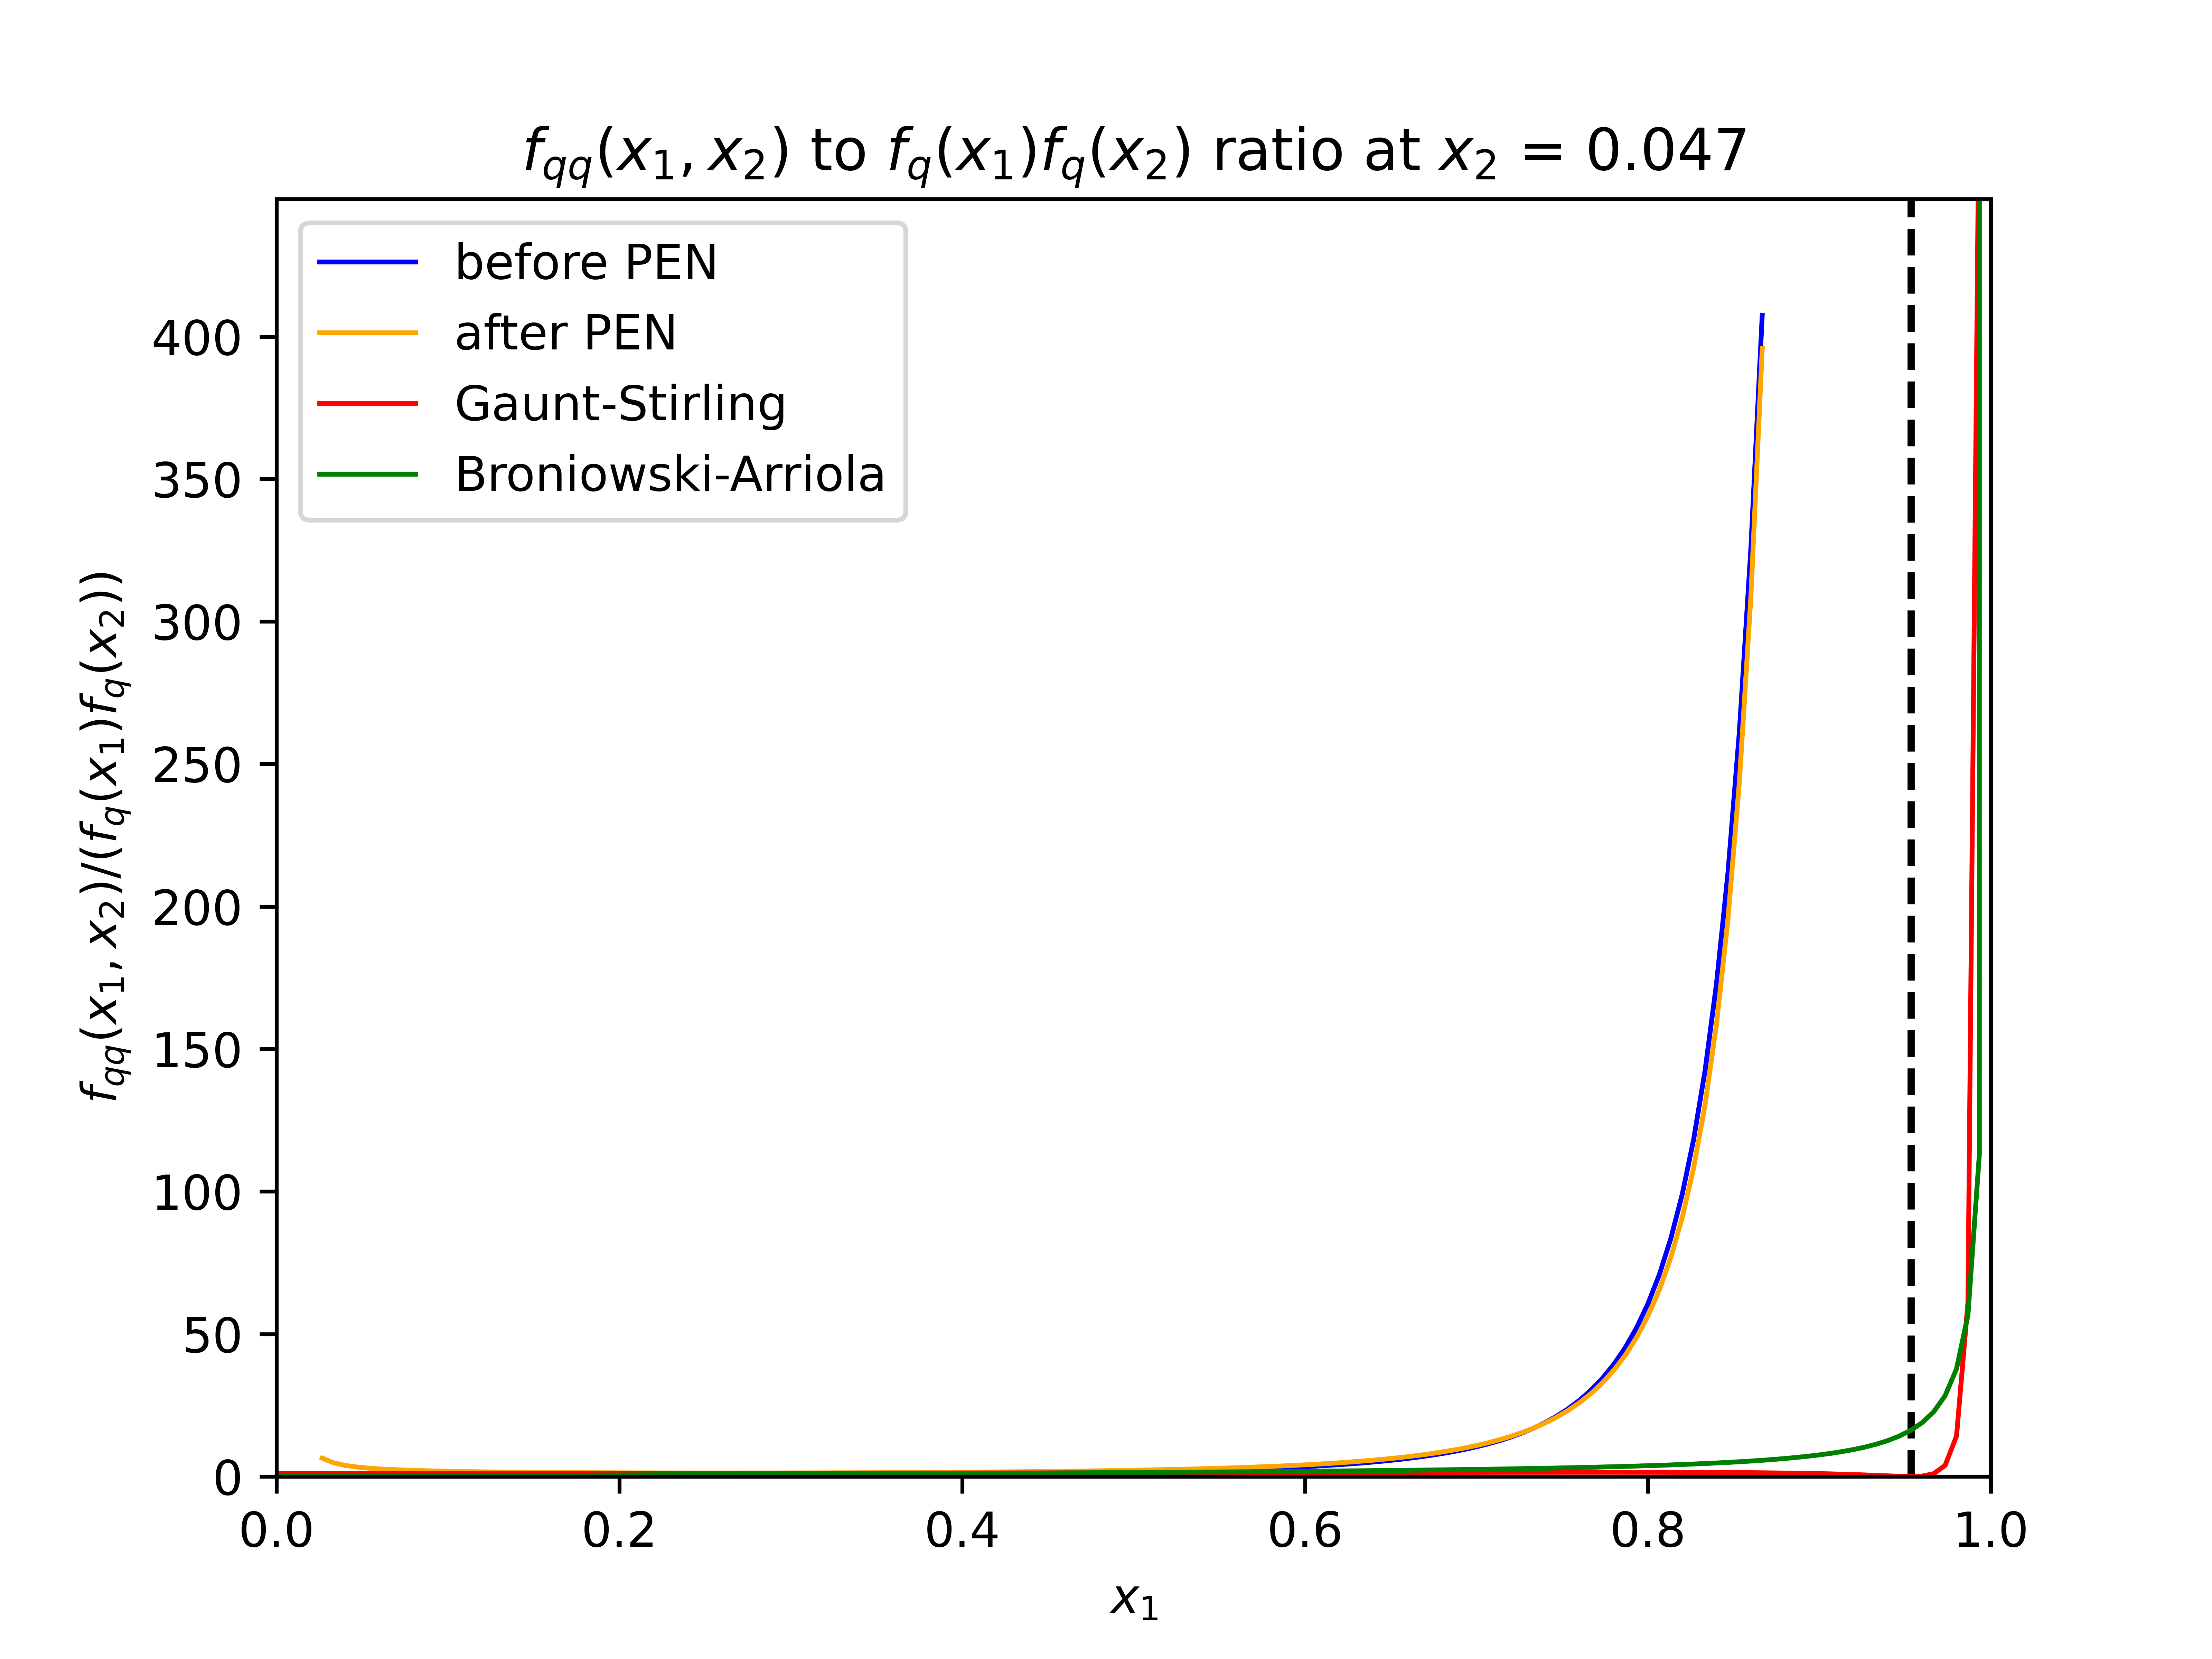 f_qq(x_1, x_2) to f_q(x_1)f_q(x_2) ratio at x_2 = 0.047
before PEN
after PEN
Gaunt-Stirling
Broniowski-Arriola
f_qq(x_1, x_2)/(f_q(x_1)f_q(x_2))
400
350
300
250
200
150
100
50
0
0.0 0.2 0.4 0.6 0.8 1.0
x_1